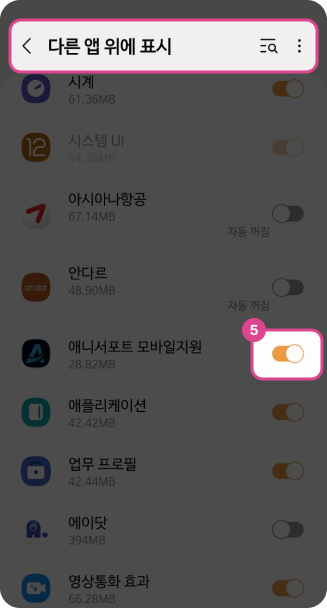 다른 앱 위에 표시
시계
61.36MB
시스템 UI
54.38MB
12
아시아나항공
67.14MB
자동 꺼짐
안다르
48.90MB
andar
자동 꺼짐
5
애니서포트 모바일지원
28.82MB
애플리케이션
42.42MB
업무 프로필
42.44MB
에이닷
394MB
영상통화 효과
66.28MB